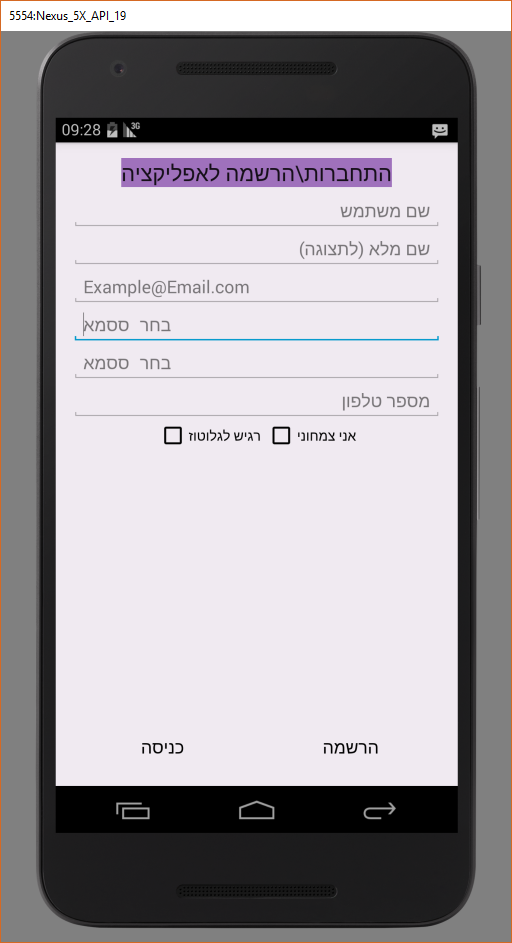 5554:Nexus_5X_API_19
09:28 3G
התחברות\הרשמה לאפליקציה
שם משתמש
שם מלא (לתצוגה)
Example@Email.com
בחר ססמא
בחר ססמא
מספר טלפון
אני צמחוני רגיש לגלוטוז
הרשמה כניסה